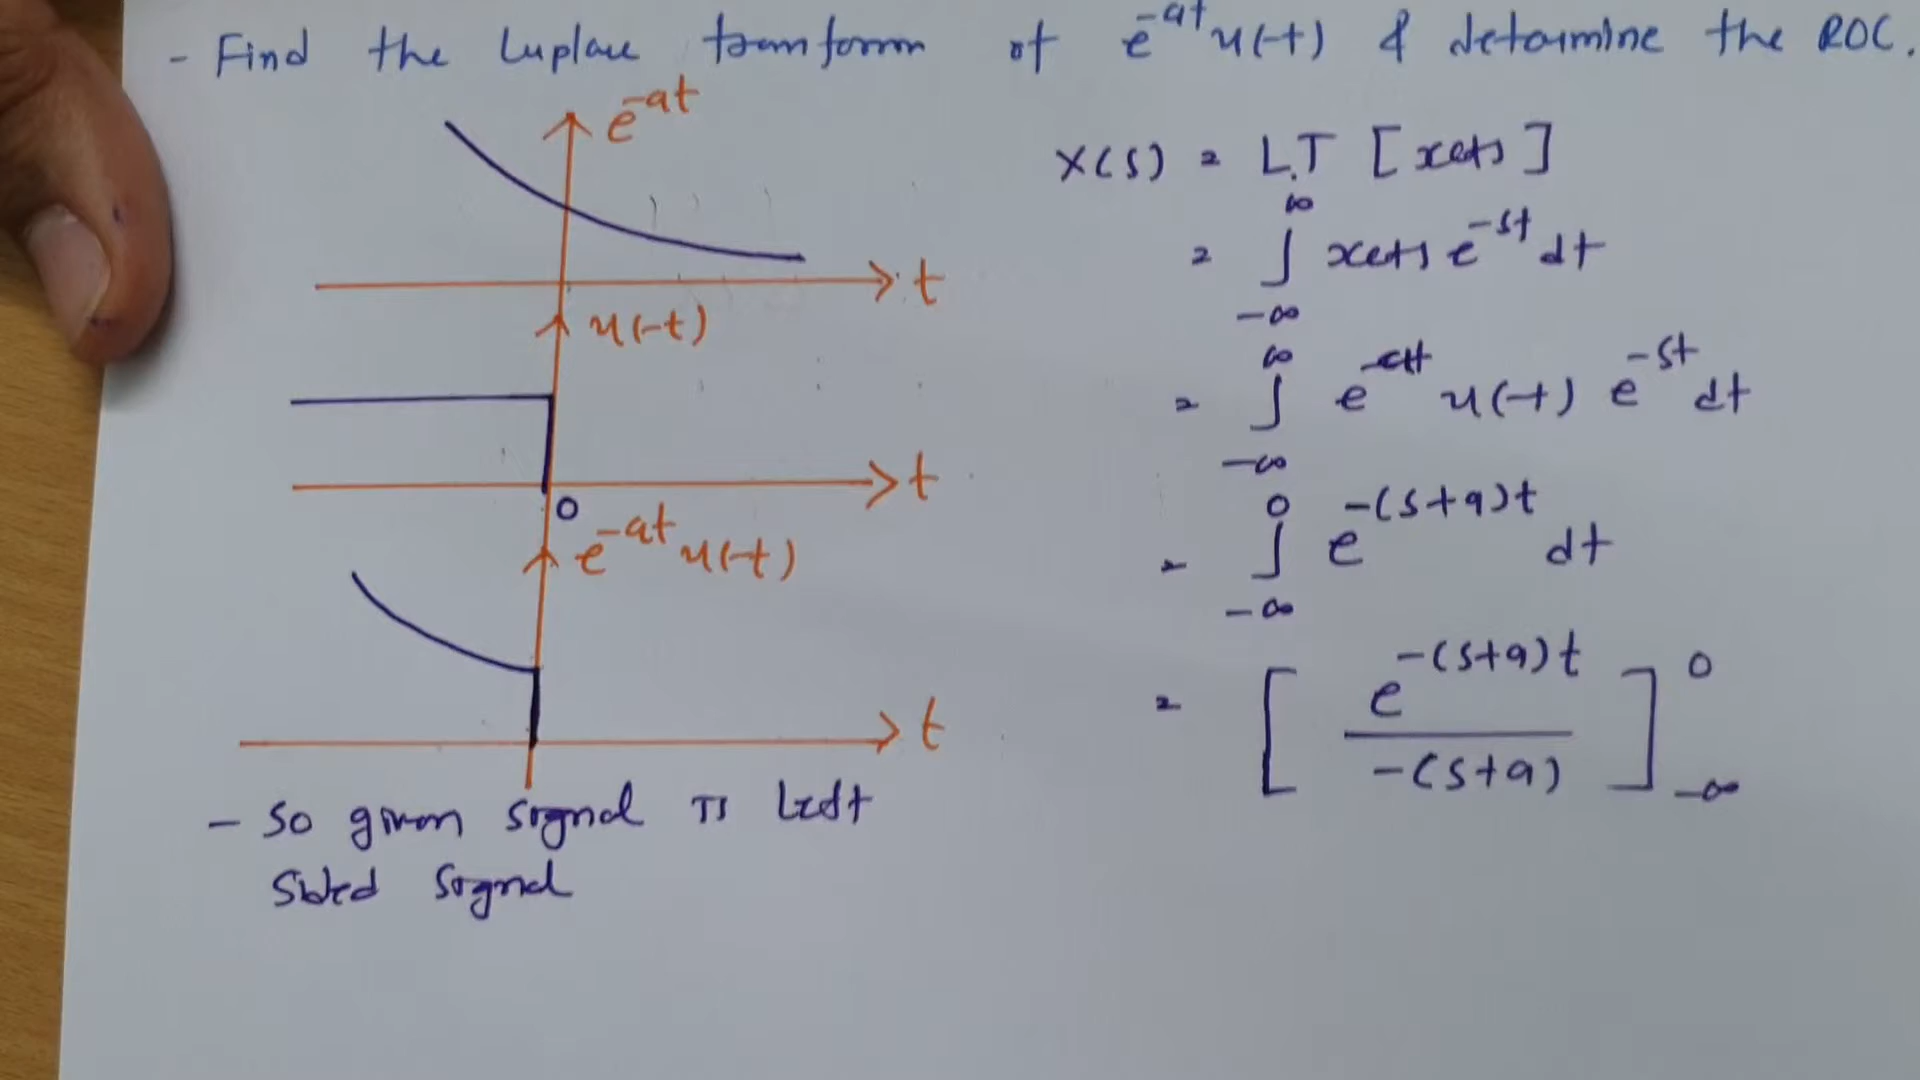 - Find the Laplace transform of e^-at u(-t) & determine the ROC.
e^-at
t
u(-t)
t
0
e^-at u(-t)
t
- So given signal is Left
Sided Signal
X(s) = L.T [x(t)]
= ∫_-∞^∞ x(t) e^-st dt
= ∫_-∞^∞ e^-at u(-t) e^-st dt
= ∫_-∞^0 e^-(s+a)t dt
= [ e^-(s+a)t / -(s+a) ]_-∞^0